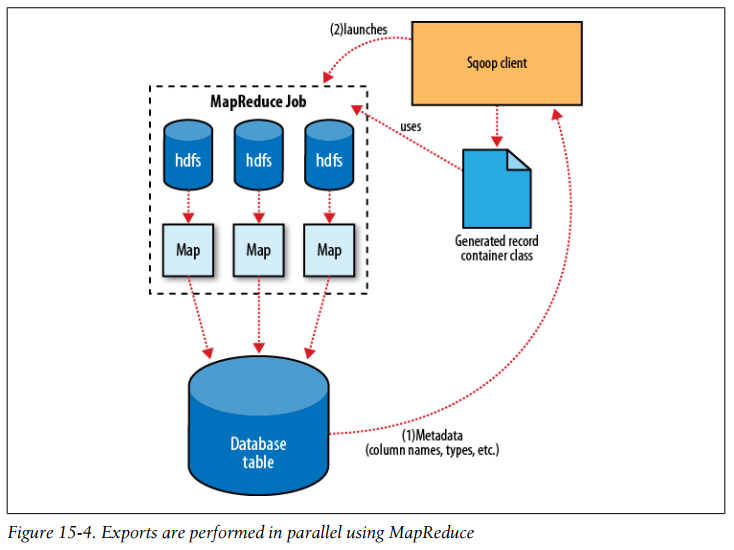 (2)launches
Sqoop client
MapReduce Job
hdfs
hdfs
hdfs
uses
Map
Map
Map
Generated record
container class
Database
table
(1)Metadata
(column names, types, etc.)
Figure 15-4. Exports are performed in parallel using MapReduce